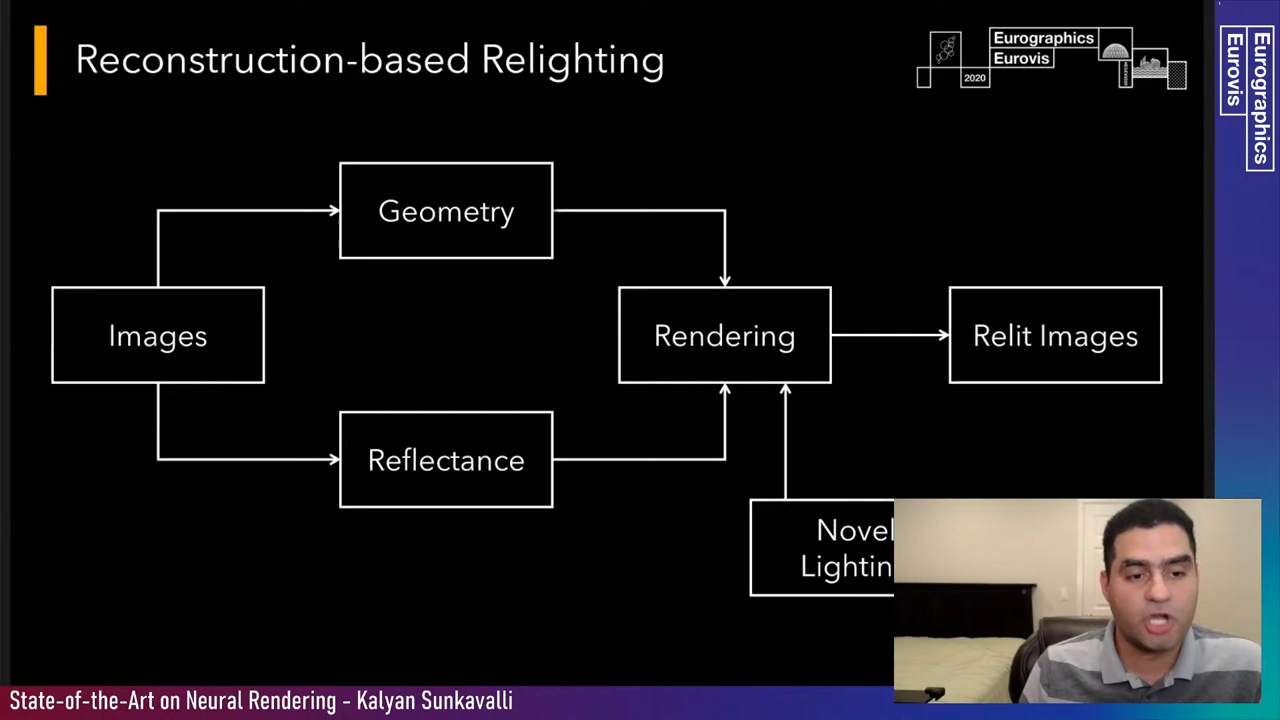 Reconstruction-based Relighting
Eurographics
Eurovis
2020
Eurographics
Eurovis
Geometry
Images
Rendering
Relit Images
Reflectance
Novel
Lightin
State-of-the-Art on Neural Rendering - Kalyan Sunkavalli